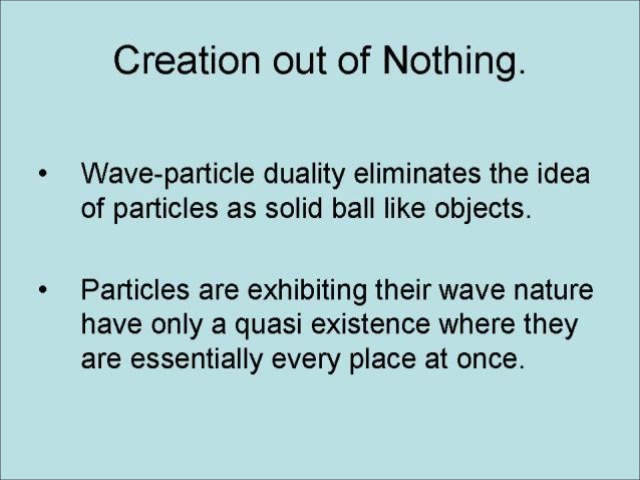 Creation out of Nothing.
• Wave-particle duality eliminates the idea
of particles as solid ball like objects.
• Particles are exhibiting their wave nature
have only a quasi existence where they
are essentially every place at once.